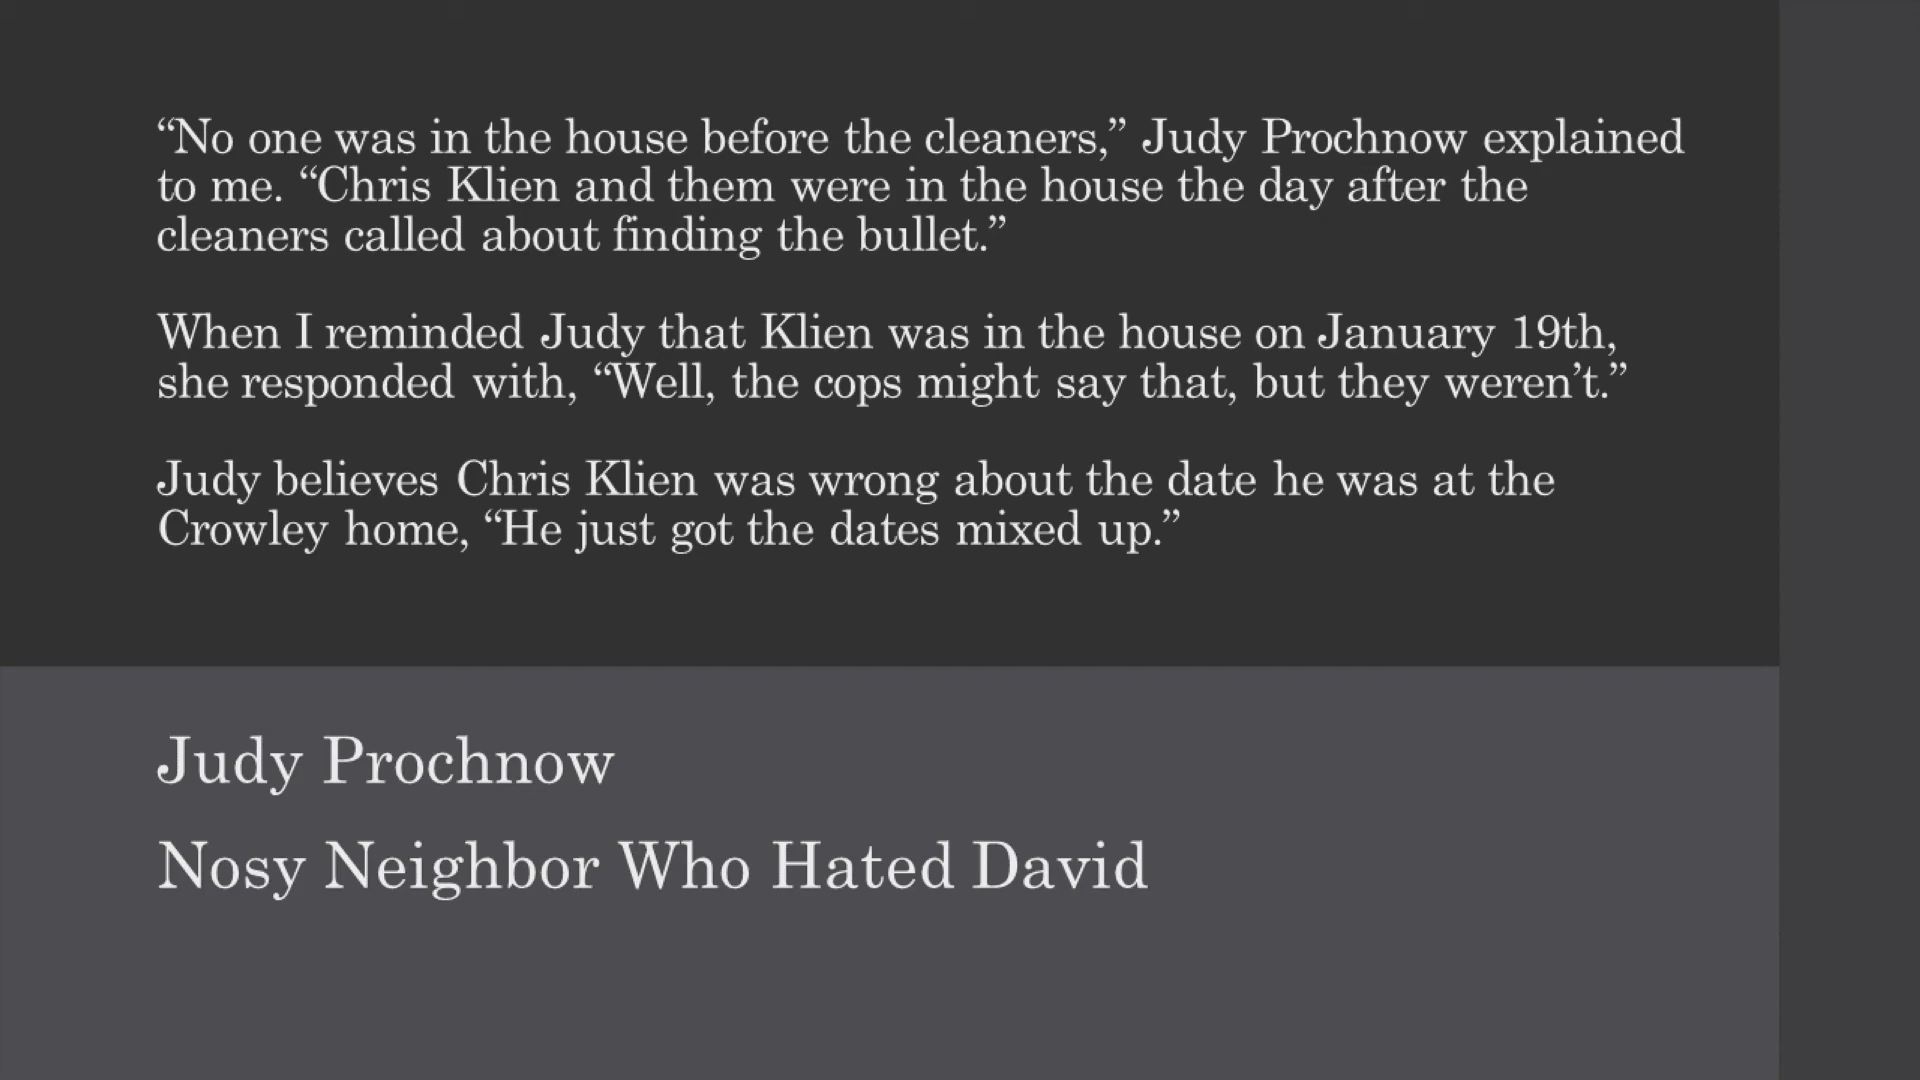 “No one was in the house before the cleaners,” Judy Prochnow explained
to me. “Chris Klien and them were in the house the day after the
cleaners called about finding the bullet.”
When I reminded Judy that Klien was in the house on January 19th,
she responded with, “Well, the cops might say that, but they weren’t.”
Judy believes Chris Klien was wrong about the date he was at the
Crowley home, “He just got the dates mixed up.”
Judy Prochnow
Nosy Neighbor Who Hated David